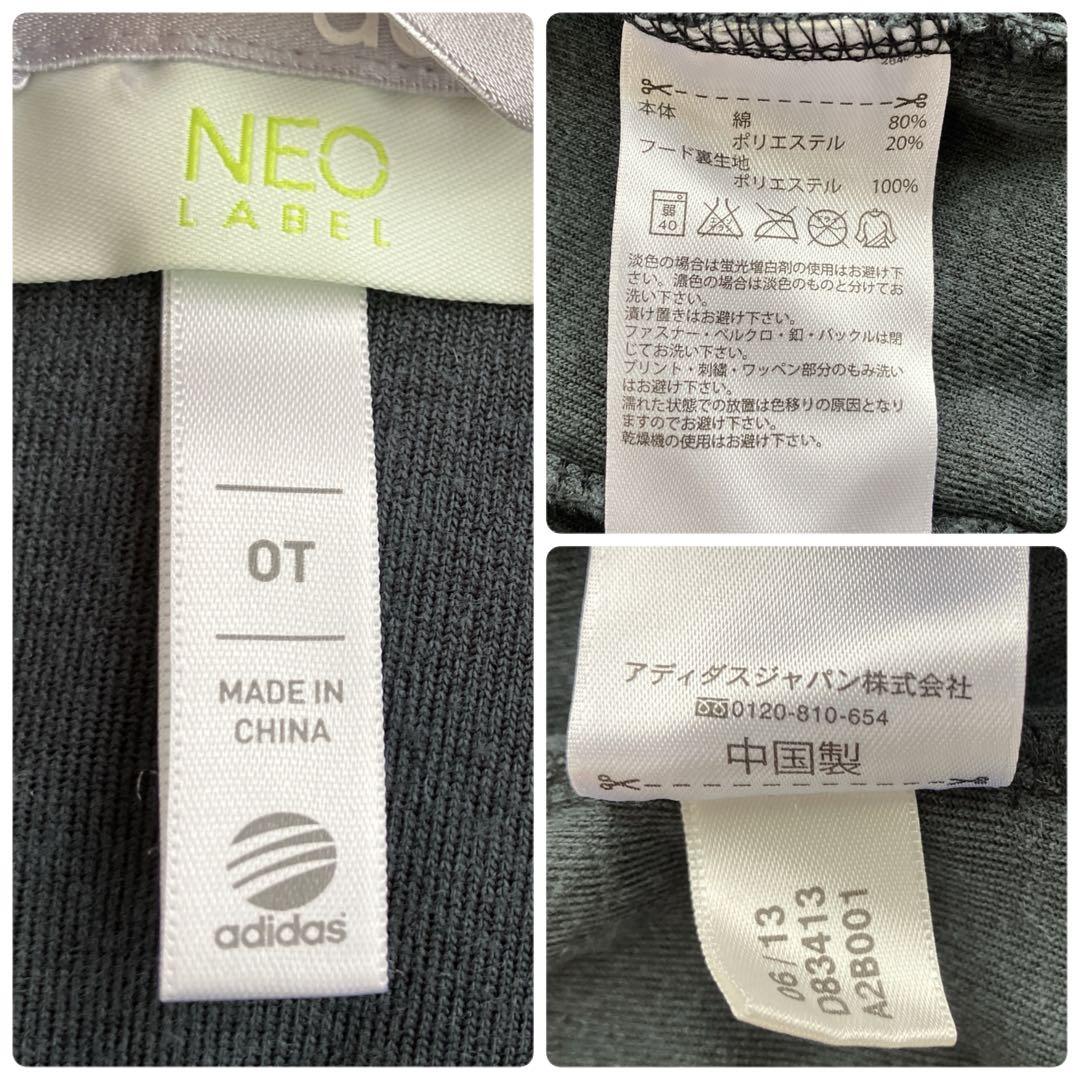 NEO
LABEL
OT
MADE IN
CHINA
adidas
本体 綿 80%
ポリエステル 20%
フード裏生地
ポリエステル 100%
弱
40
淡色の場合は蛍光増白剤の使用はお避け下
さい。濃色の場合は淡色のものと分けてお
洗い下さい。
漬け置きはお避け下さい。
ファスナー・ベルクロ・釦・バックルは閉
じてお洗い下さい。
プリント・刺繍・ワッペン部分のもみ洗い
はお避け下さい。
濡れた状態での放置は色移りの原因となり
ますのでお避け下さい。
乾燥機の使用はお避け下さい。
アディダスジャパン株式会社
0120-810-654
中国製
06/13
D83413
A2B001